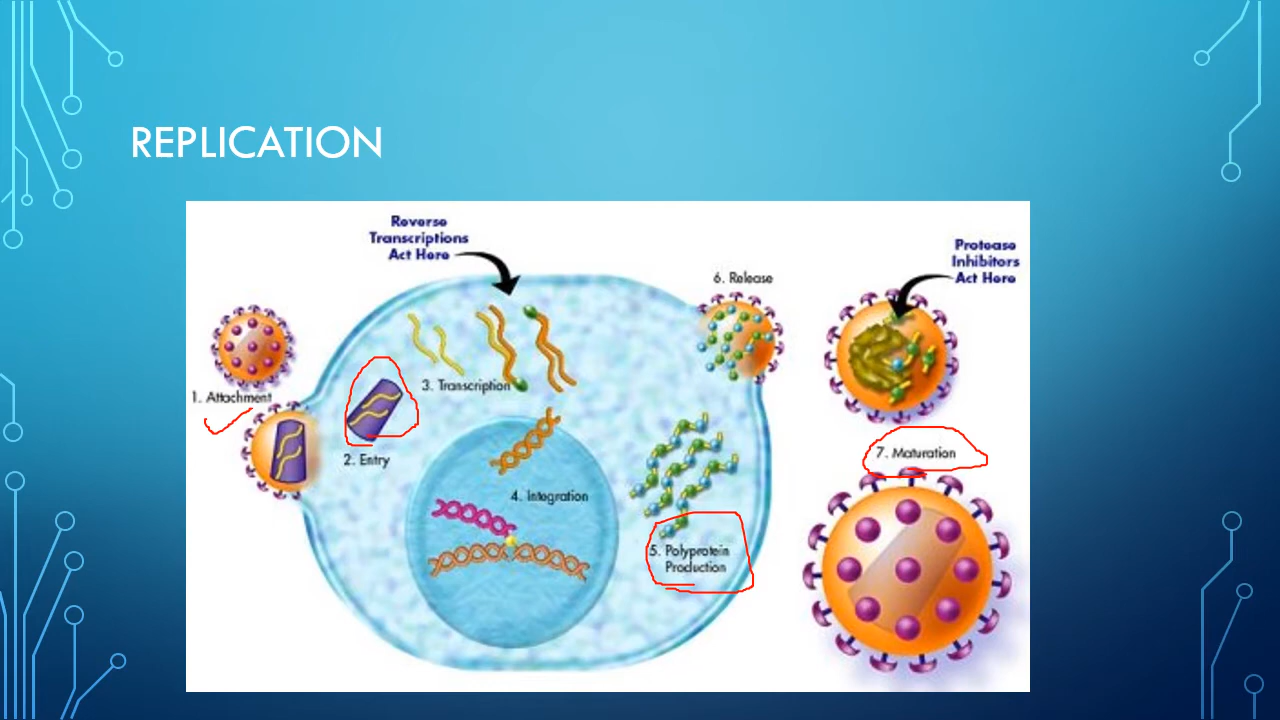 REPLICATION
Reverse
Transcriptions
Act Here
Protease
Inhibitors
Act Here
6. Release
1. Attachment
3. Transcription
2. Entry
4. Integration
7. Maturation
5. Polyprotein
Production